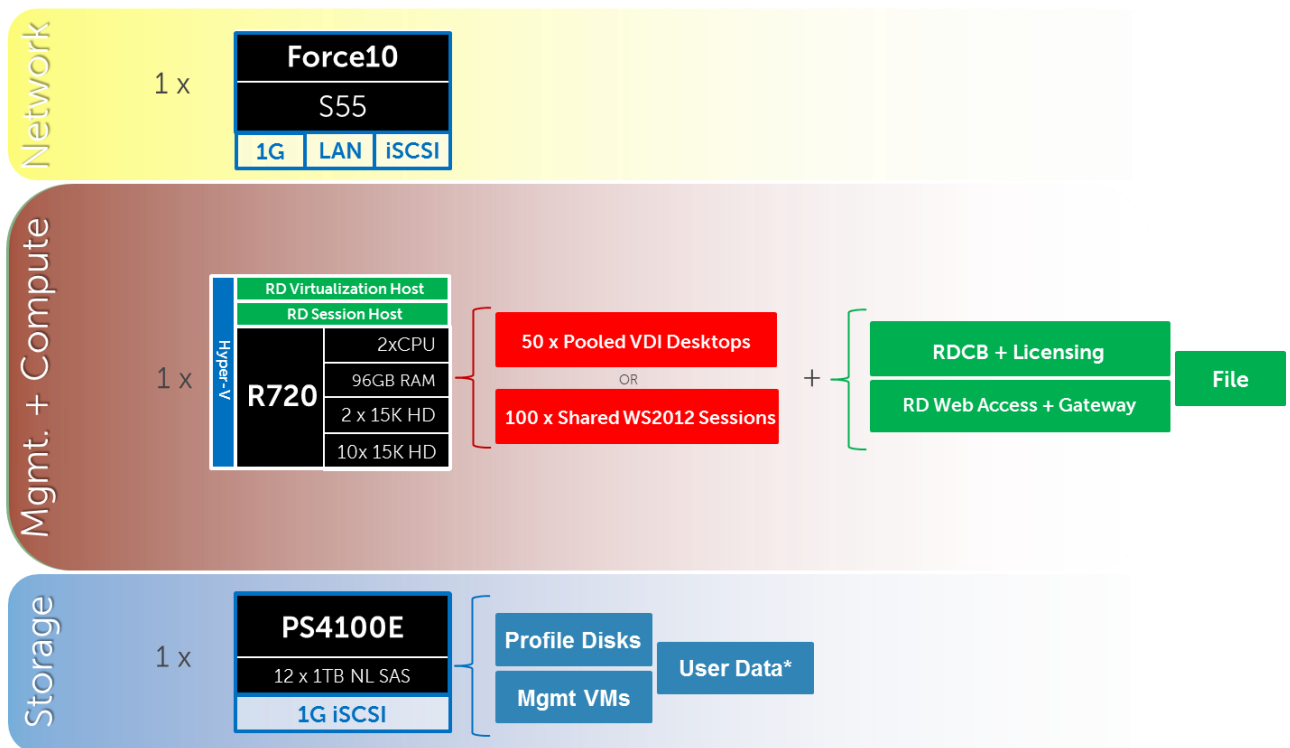 Network
1 x
Force10
S55
1G
LAN
iSCSI
Mgmt. + Compute
1 x
Hyper-V
RD Virtualization Host
RD Session Host
R720
2xCPU
96GB RAM
2 x 15K HD
10x 15K HD
50 x Pooled VDI Desktops
OR
100 x Shared WS2012 Sessions
+
RDCB + Licensing
RD Web Access + Gateway
File
Storage
1 x
PS4100E
12 x 1TB NL SAS
1G iSCSI
Profile Disks
Mgmt VMs
User Data*